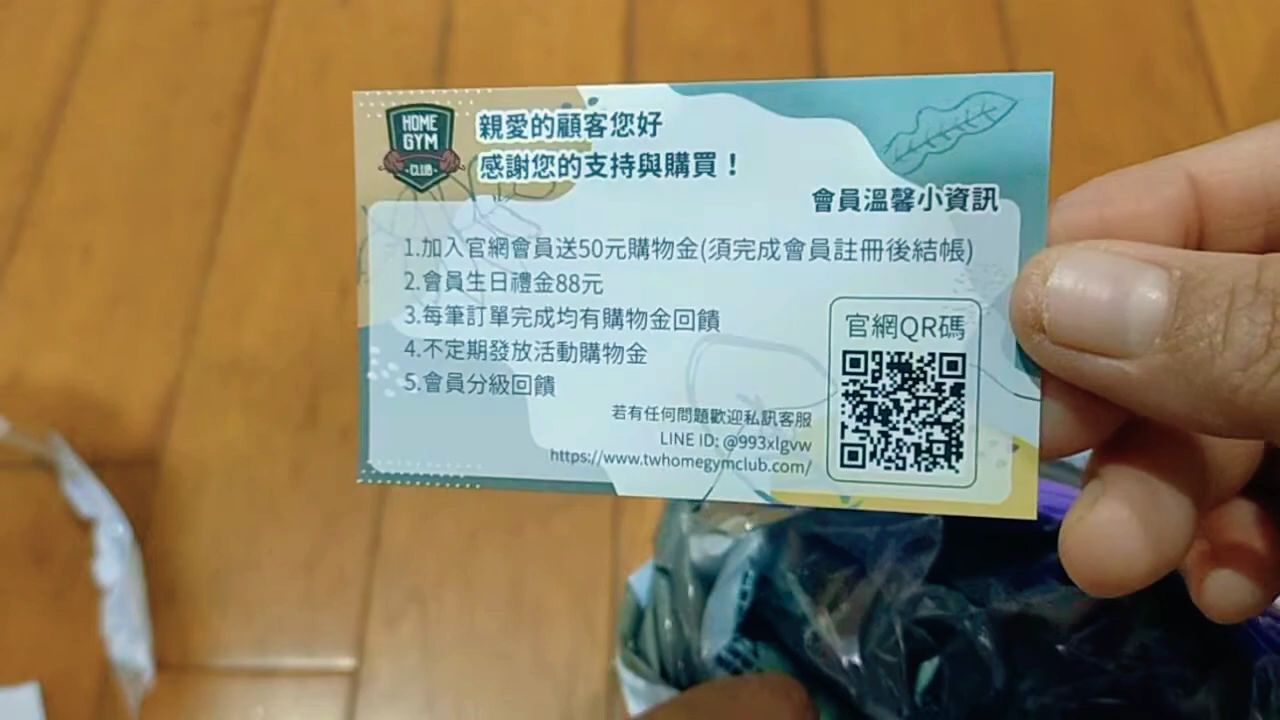 HOME
GYM
CLUB
親愛的顧客您好
感謝您的支持與購買！
會員溫馨小資訊
1.加入官網會員送50元購物金(須完成會員註冊後結帳)
2.會員生日禮金88元
3.每筆訂單完成均有購物金回饋
4.不定期發放活動購物金
5.會員分級回饋
官網QR碼
若有任何問題歡迎私訊客服
LINE ID: @993xlgvw
https://www.twhomegymclub.com/